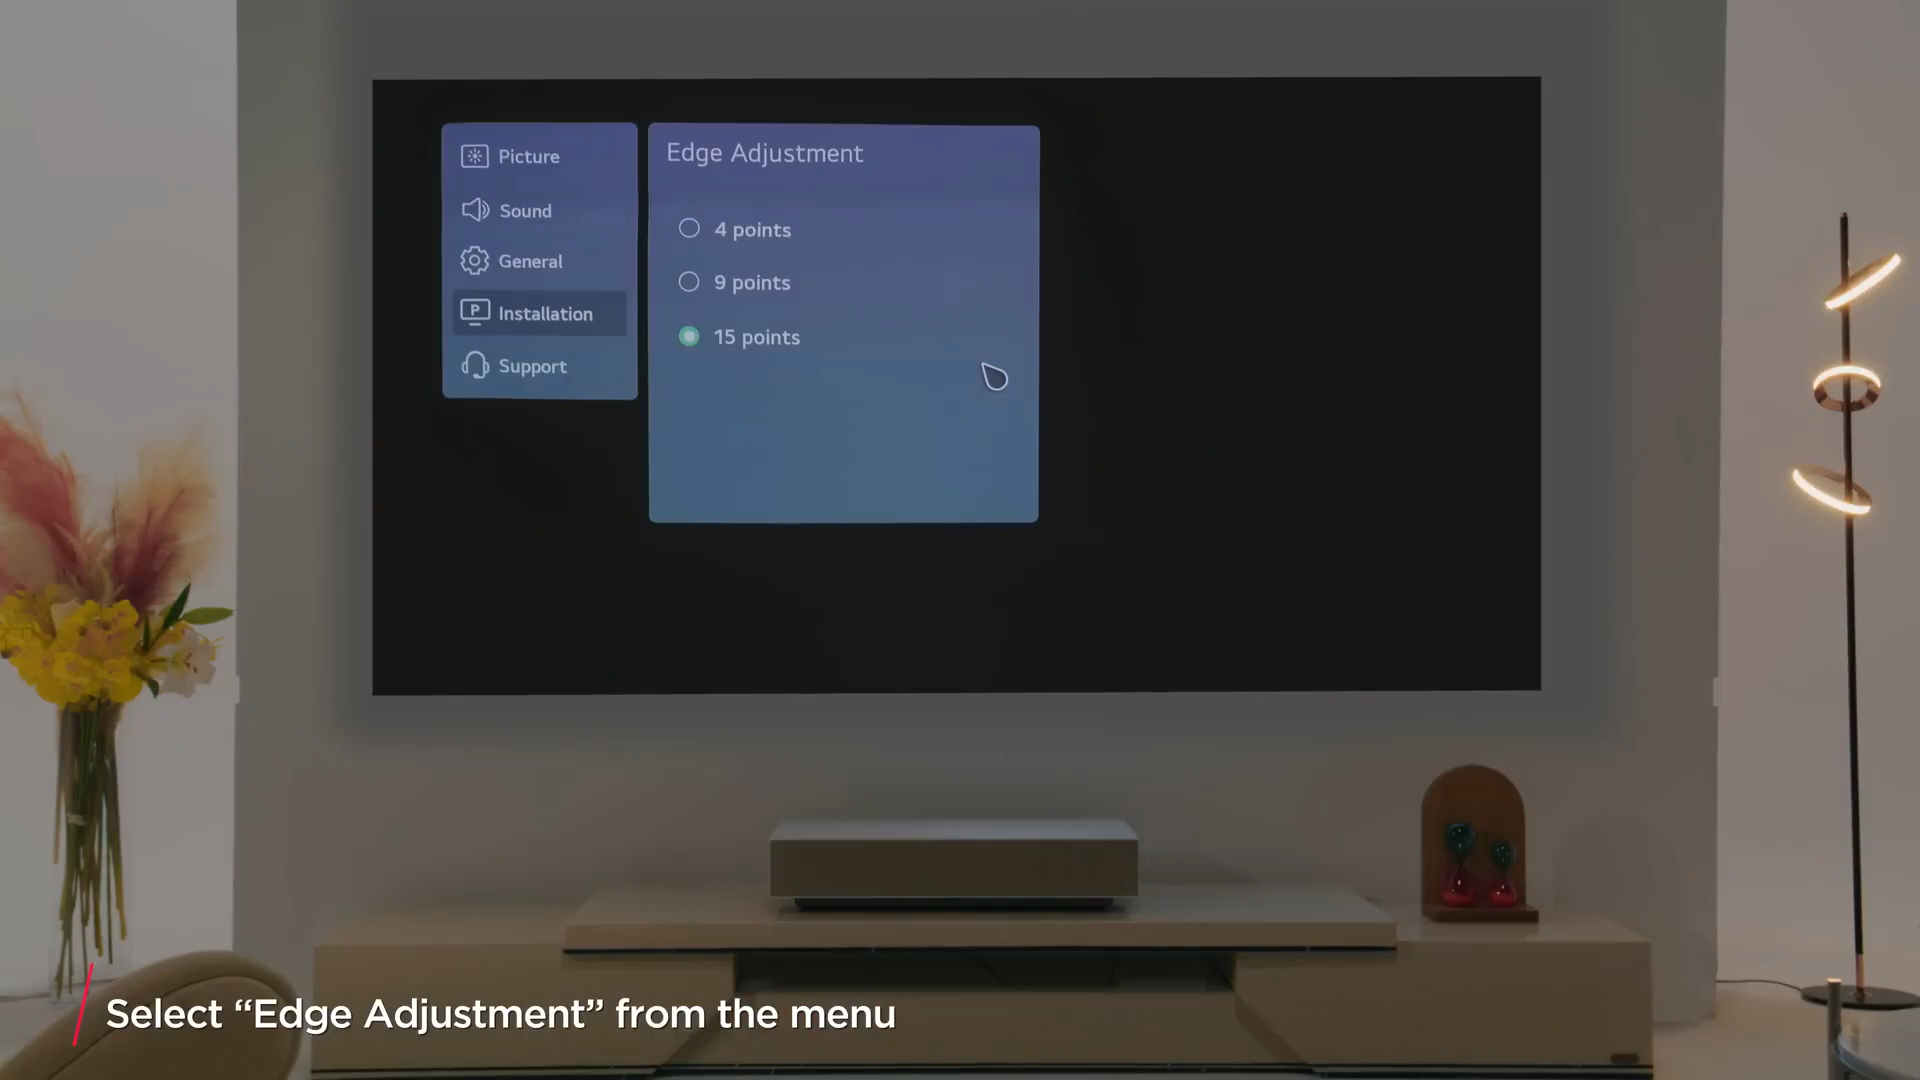 Picture
Sound
General
P
Installation
Support
Edge Adjustment
4 points
9 points
15 points
Select “Edge Adjustment” from the menu